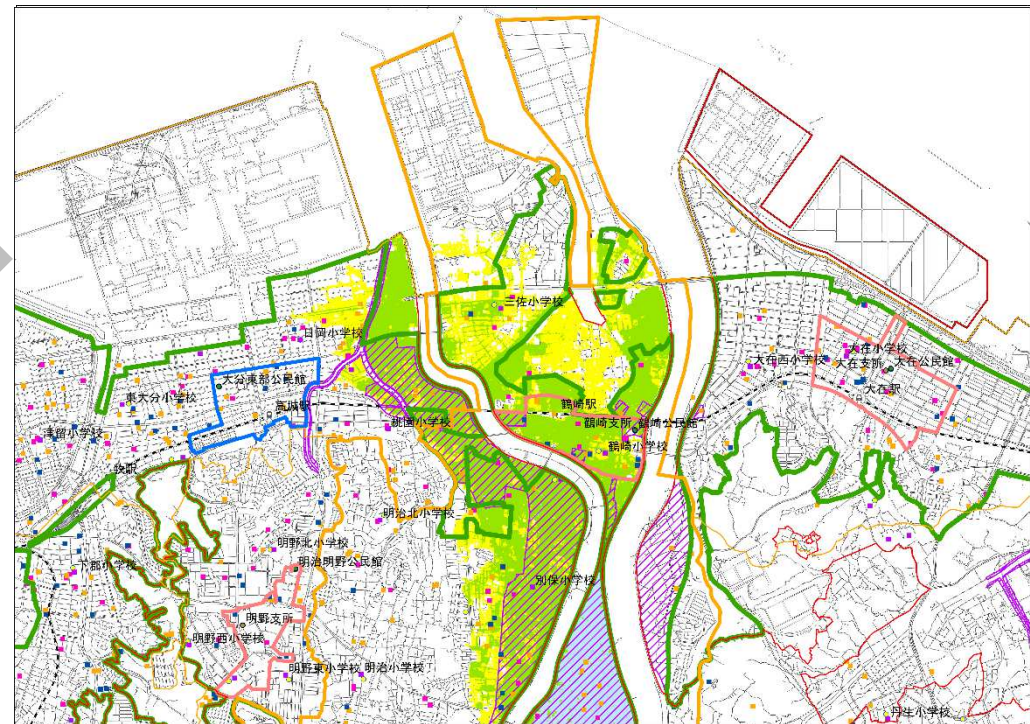 三佐小学校
日岡小学校
大在小学校
大在西小学校
大在支所
大在公民館
大分東部公民館
大在駅
東大分小学校
高城駅
鶴崎駅
桃園小学校
鶴崎支所
鶴崎公民館
鶴崎小学校
明治北小学校
明野北小学校
明治明野公民館
下郡小学校
別保小学校
明野支所
明野西小学校
明野東小学校
明治小学校
丹生小学校